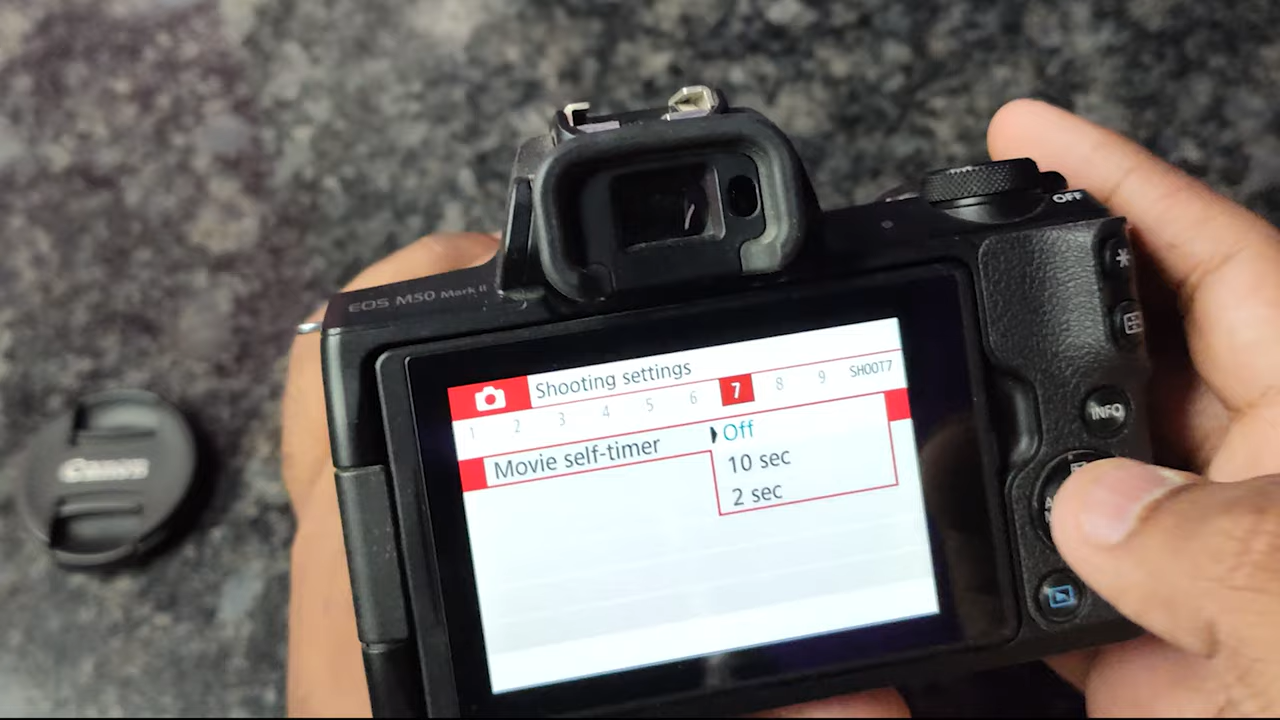 OFF
EOS M50 Mark II
Shooting settings
1 2 3 4 5 6 7 8 9 SHOOT7
Movie self-timer
Off
10 sec
2 sec
INFO
Canon